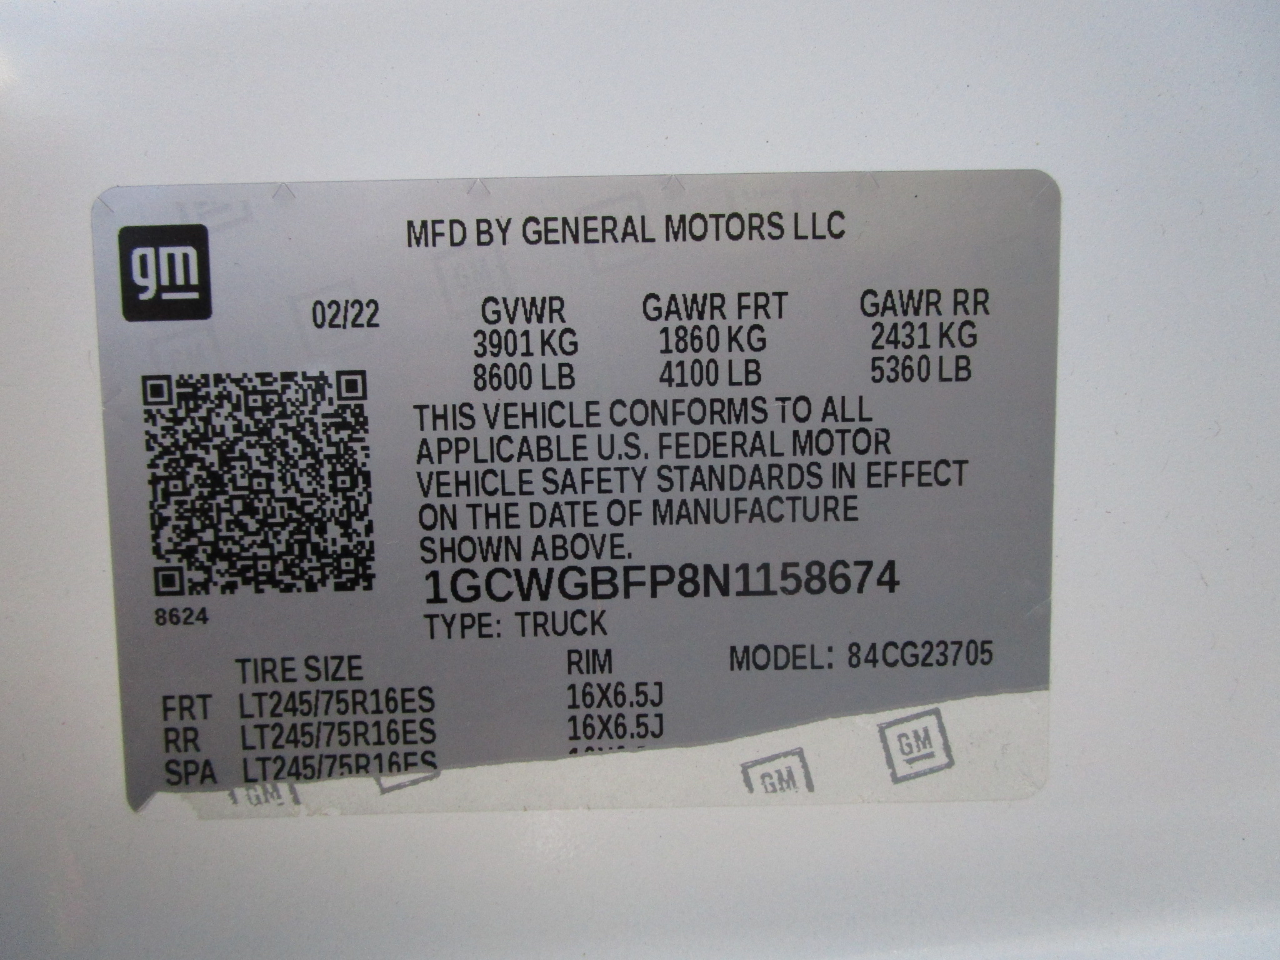 MFD BY GENERAL MOTORS LLC
gm
02/22 GVWR GAWR FRT GAWR RR
3901 KG 1860 KG 2431 KG
8600 LB 4100 LB 5360 LB
THIS VEHICLE CONFORMS TO ALL
APPLICABLE U.S. FEDERAL MOTOR
VEHICLE SAFETY STANDARDS IN EFFECT
ON THE DATE OF MANUFACTURE
SHOWN ABOVE.
1GCWGBFP8N1158674
8624
TYPE: TRUCK
TIRE SIZE RIM MODEL: 84CG23705
FRT LT245/75R16ES 16X6.5J
RR LT245/75R16ES 16X6.5J
SPA LT245/75R16ES
GM GM GM